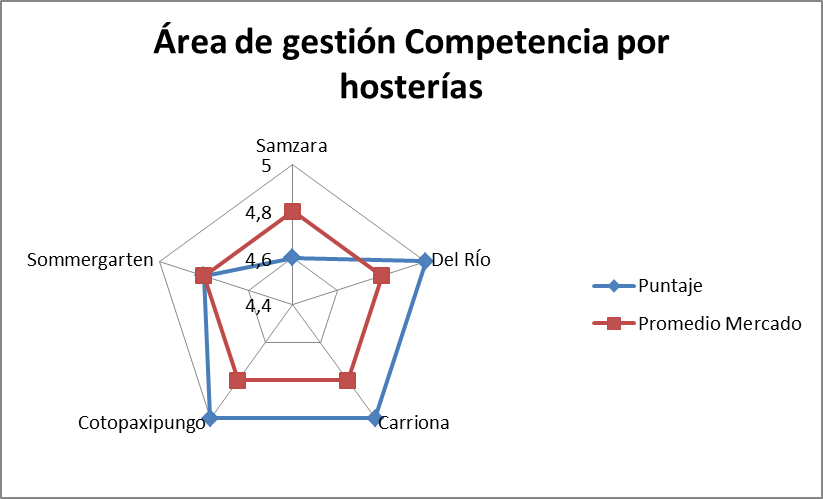 Área de gestión Competencia por
hosterías
Samzara
5
4,8
4,6
4,4
Del RÍo
Carriona
Cotopaxipungo
Sommergarten
Puntaje
Promedio Mercado